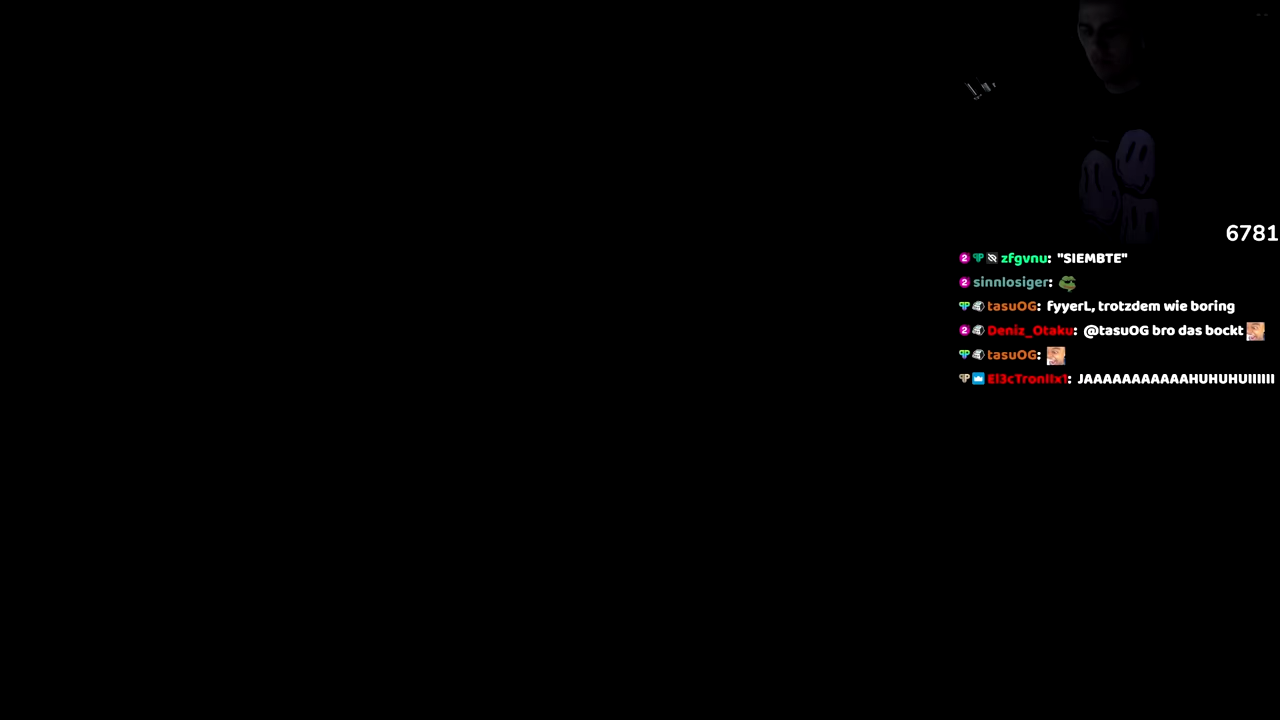 6781
zfgvnu: "SIEMBTE"
sinnlosiger:
tasuOG: fyyerL, trotzdem wie boring
Deniz_Otaku: @tasuOG bro das bockt
tasuOG:
El3cTronIIx1: JAAAAAAAAAAAHUHUHUIIIIII